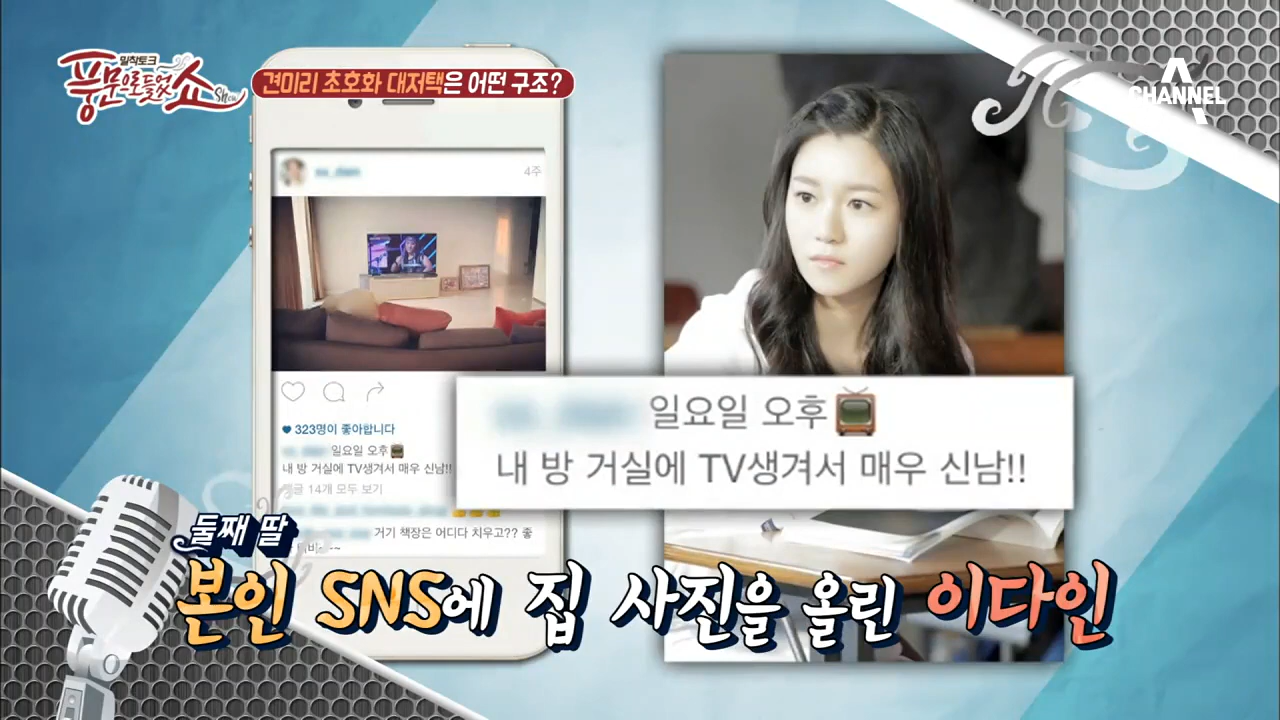 밀착토크
풍문으로 들었쇼
Show
견미리 초호화 대저택은 어떤 구조?
CHANNEL A
4주
323명이 좋아합니다
일요일 오후
내 방 거실에 TV생겨서 매우 신남!!
댓글 14개 모두 보기
거기 책장은 어디다 치우고?? 좋
일요일 오후
내 방 거실에 TV생겨서 매우 신남!!
둘째 딸
본인 SNS에 집 사진을 올린 이다인